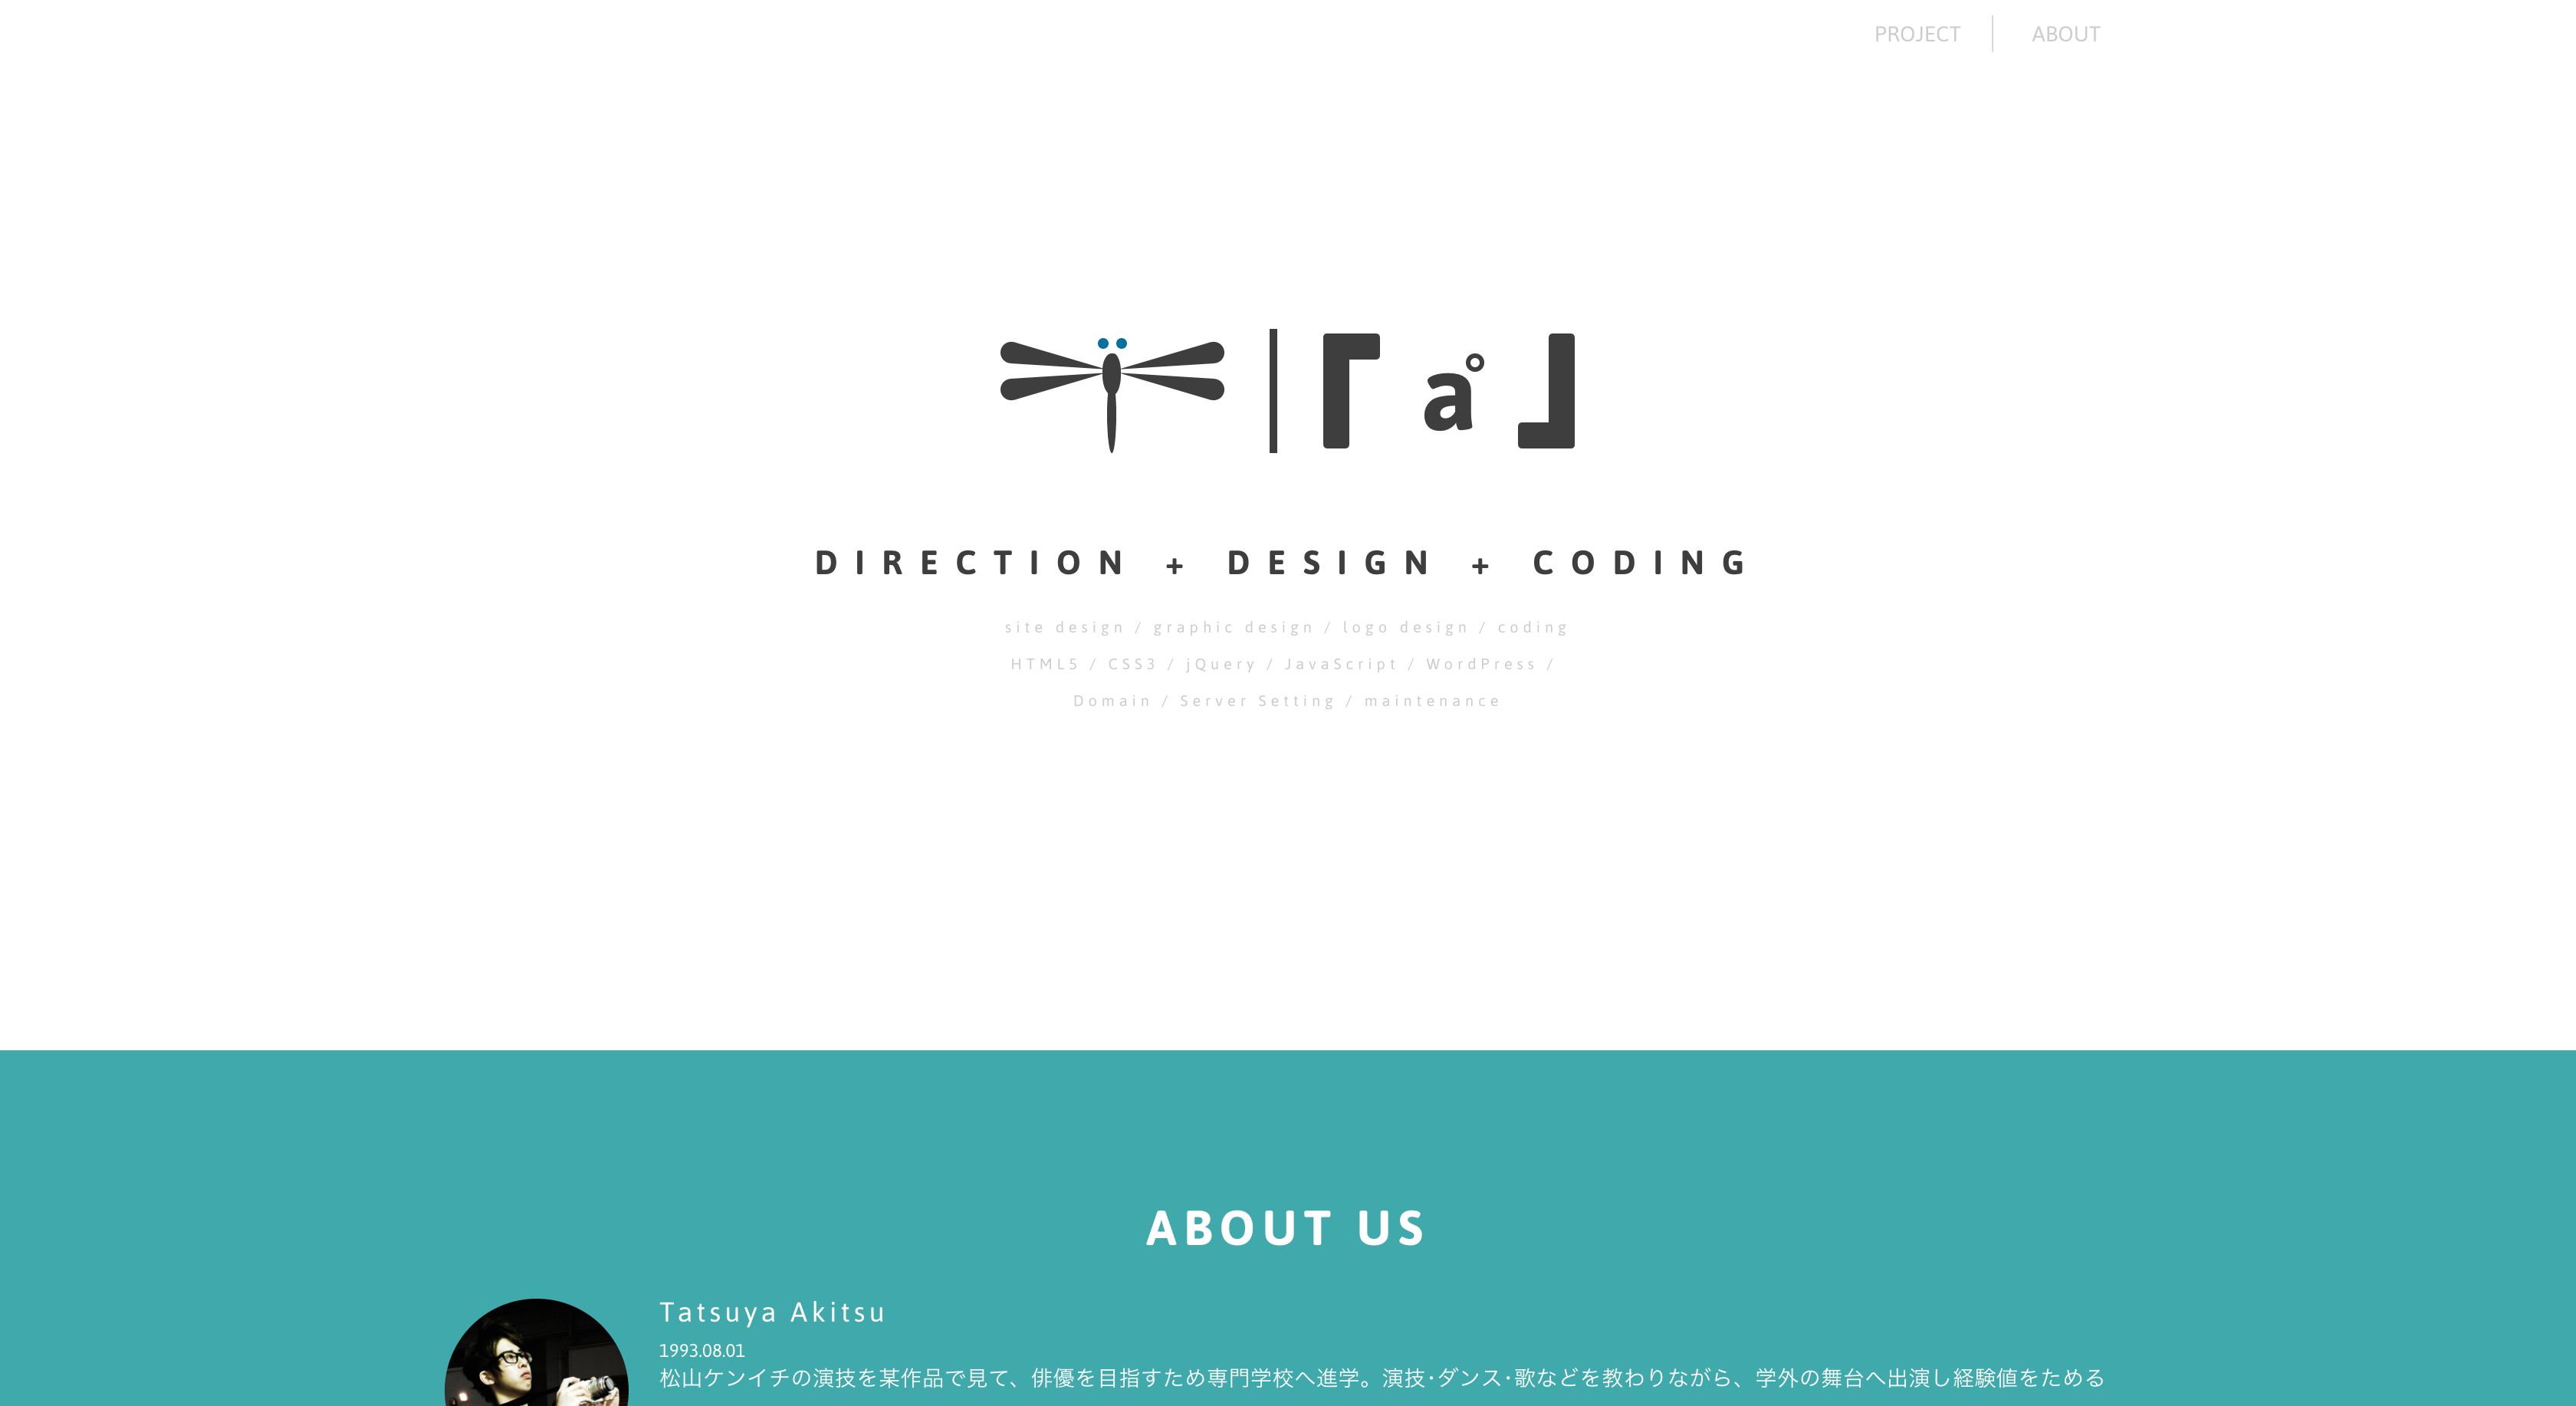 PROJECT ABOUT
「a°」
DIRECTION + DESIGN + CODING
site design / graphic design / logo design / coding
HTML5 / CSS3 / jQuery / JavaScript / WordPress /
Domain / Server Setting / maintenance
ABOUT US
Tatsuya Akitsu
1993.08.01
松山ケンイチの演技を某作品で見て、俳優を目指すため専門学校へ進学。演技･ダンス･歌などを教わりながら、学外の舞台へ出演し経験値をためる